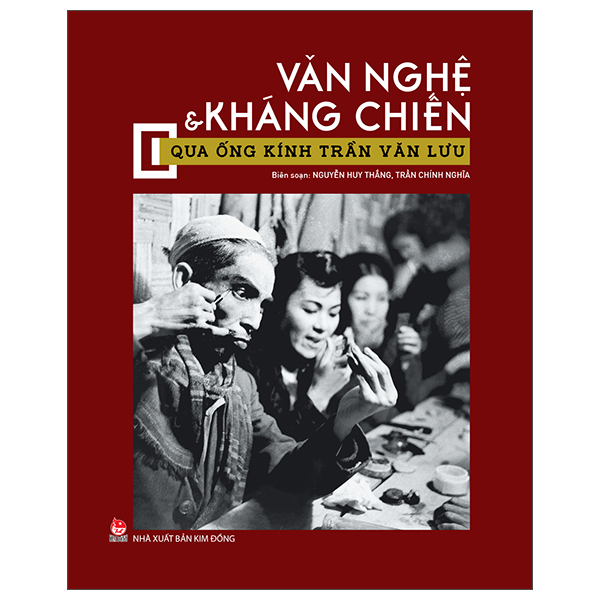 VĂN NGHỆ
& KHÁNG CHIẾN
QUA ỐNG KÍNH TRẦN VĂN LƯU
Biên soạn: NGUYỄN HUY THẮNG, TRẦN CHÍNH NGHĨA
NHÀ XUẤT BẢN KIM ĐỒNG